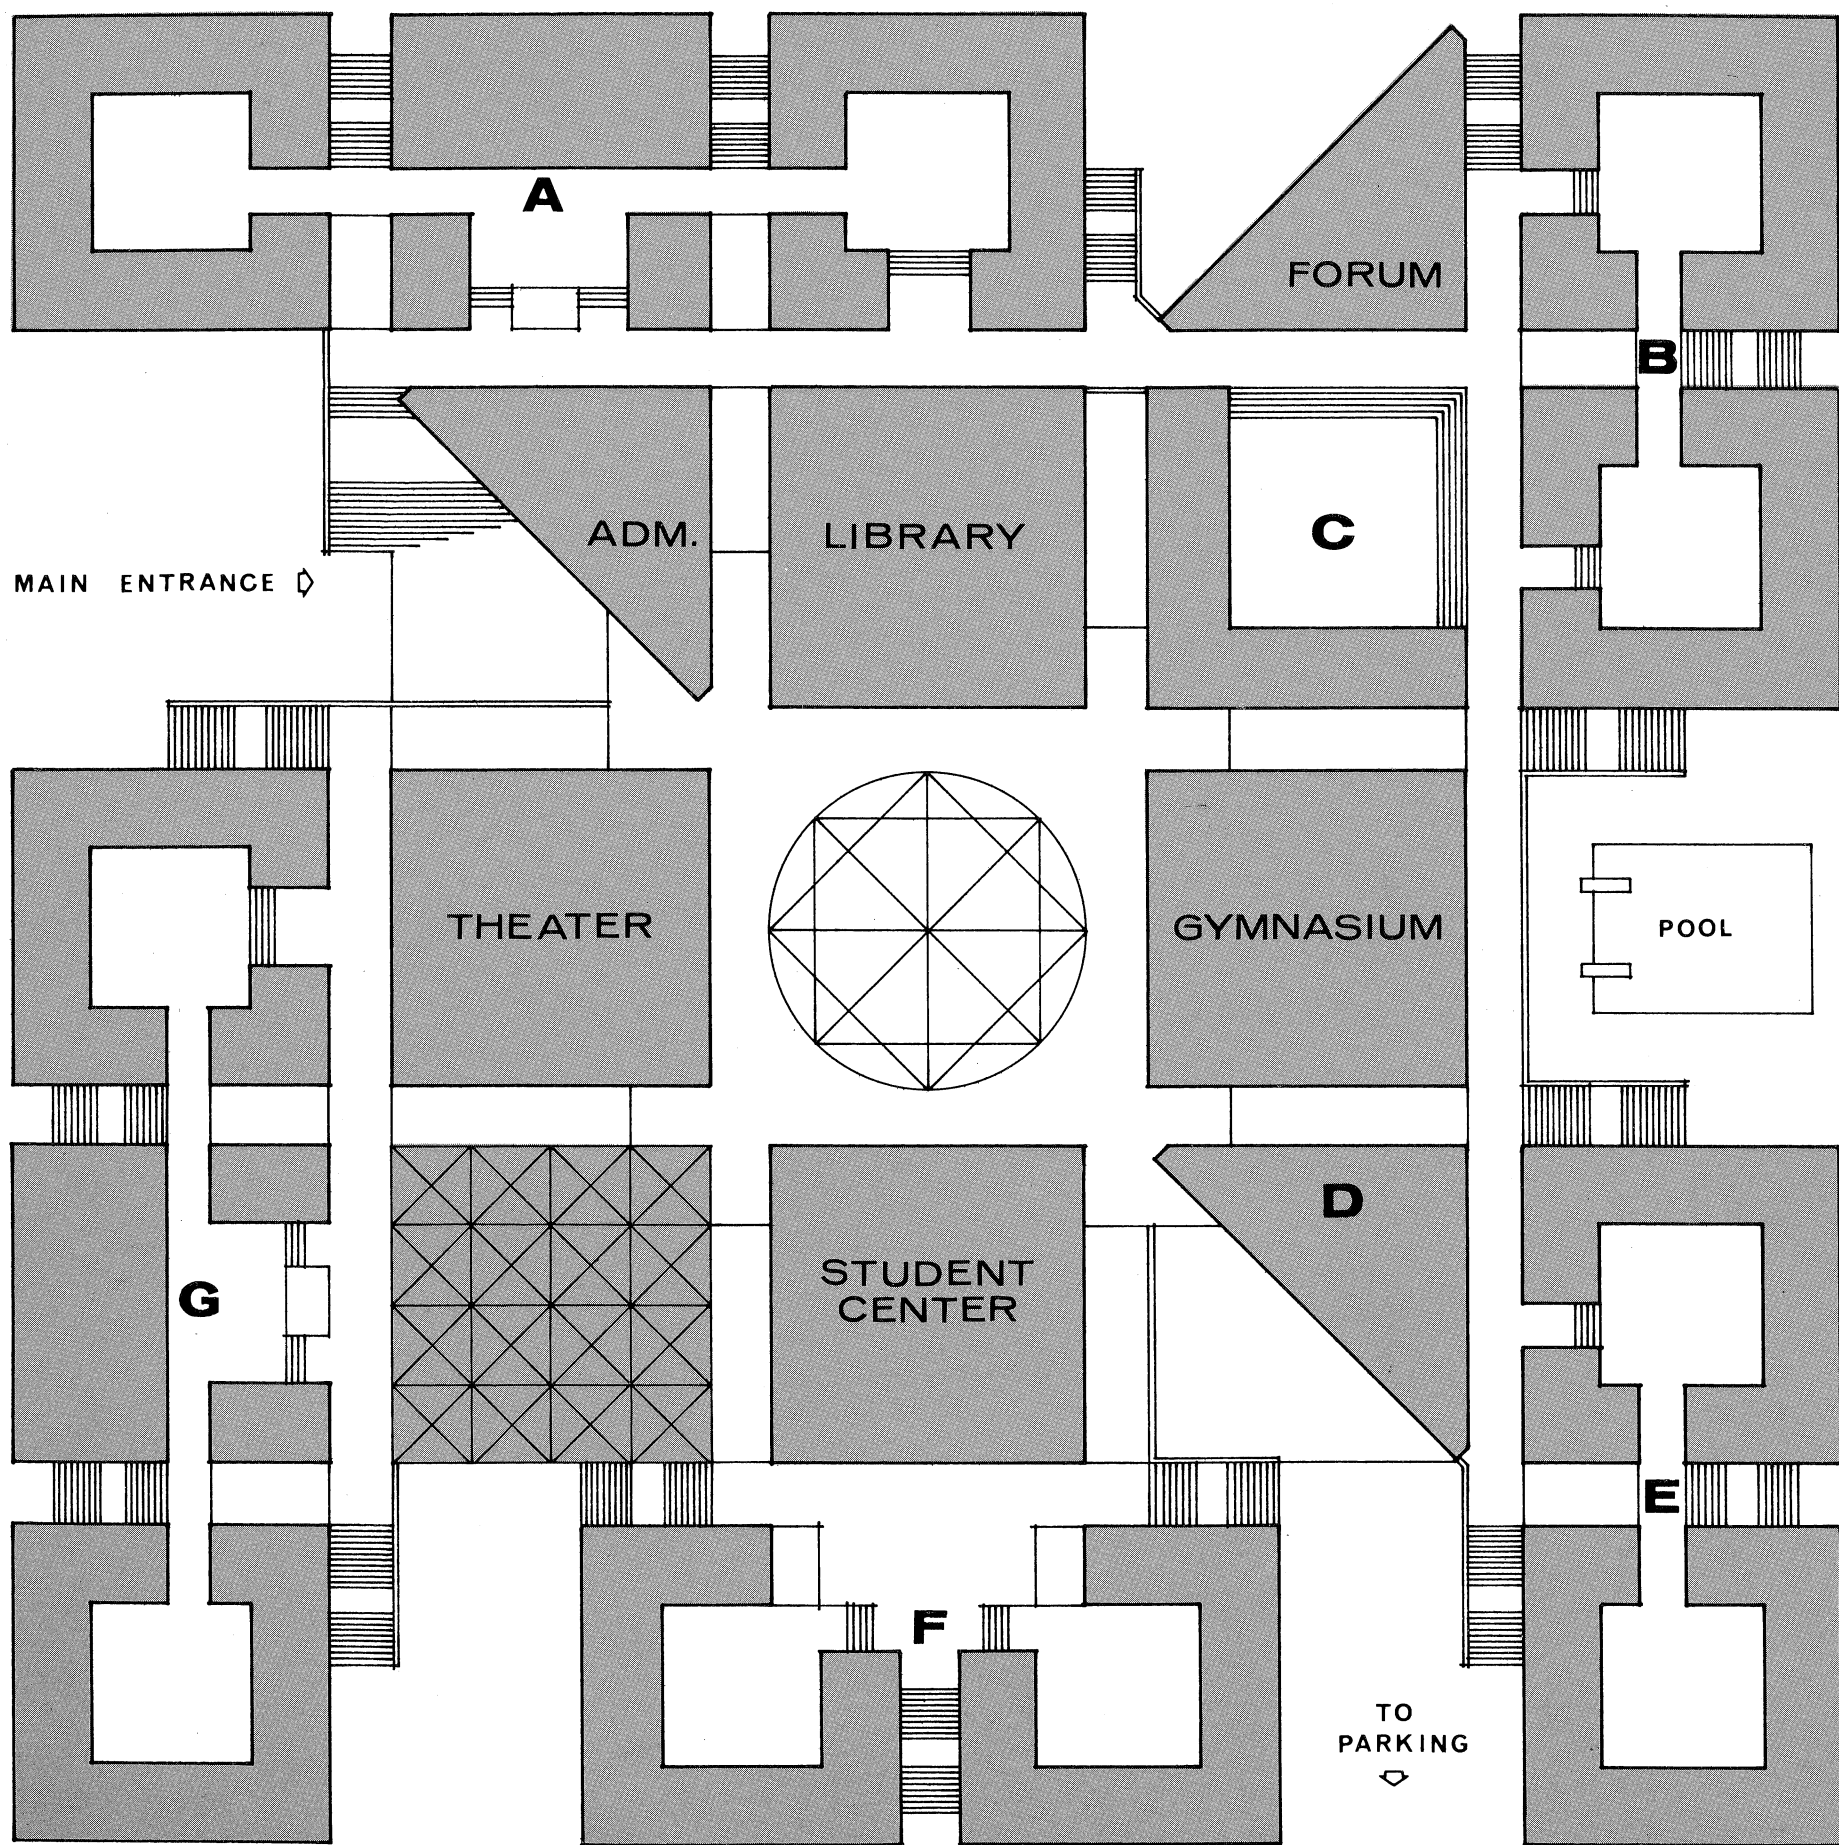 A
FORUM
B
ADM.
LIBRARY
C
MAIN ENTRANCE
THEATER
GYMNASIUM
POOL
D
STUDENT
CENTER
G
E
F
TO
PARKING